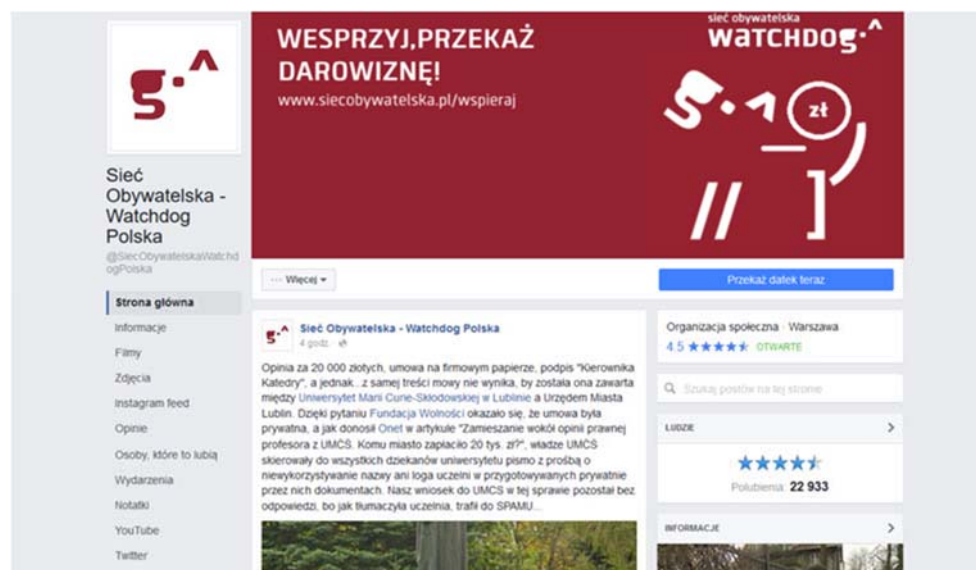 WESPRZYJ,PRZEKAŻ
DAROWIZNĘ!
www.siecobywatelska.pl/wspieraj
sieć obywatelska
WATCHDOG.^
g.^
g.^
zł
//
]
Sieć
Obywatelska -
Watchdog
Polska
@SiecObywatelskaWatchd
ogPolska
Strona główna
Informacje
Filmy
Zdjęcia
Instagram feed
Opinie
Osoby, które to lubią
Wydarzenia
Notatki
YouTube
Twitter
··· Więcej
Przekaż datek teraz
g.^
Sieć Obywatelska - Watchdog Polska
4 godz. ·
Opinia za 20 000 złotych, umowa na firmowym papierze, podpis "Kierownika
Katedry", a jednak...z samej treści mowy nie wynika, by została ona zawarta
między Uniwersytet Marii Curie-Skłodowskiej w Lublinie a Urzędem Miasta
Lublin. Dzięki pytaniu Fundacja Wolności okazało się, że umowa była
prywatna, a jak donosił Onet w artykule "Zamieszanie wokół opinii prawnej
profesora z UMCS. Komu miasto zapłaciło 20 tys. zł?", władze UMCS
skierowały do wszystkich dziekanów uniwersytetu pismo z prośbą o
niewykorzystywanie nazwy ani loga uczelni w przygotowywanych prywatnie
przez nich dokumentach. Nasz wniosek do UMCS w tej sprawie pozostał bez
odpowiedzi, bo jak tłumaczyła uczelnia, trafił do SPAMU...
Organizacja społeczna · Warszawa
4,5 OTWARTE
Szukaj postów na tej stronie
LUDZIE
Polubienia: 22 933
INFORMACJE